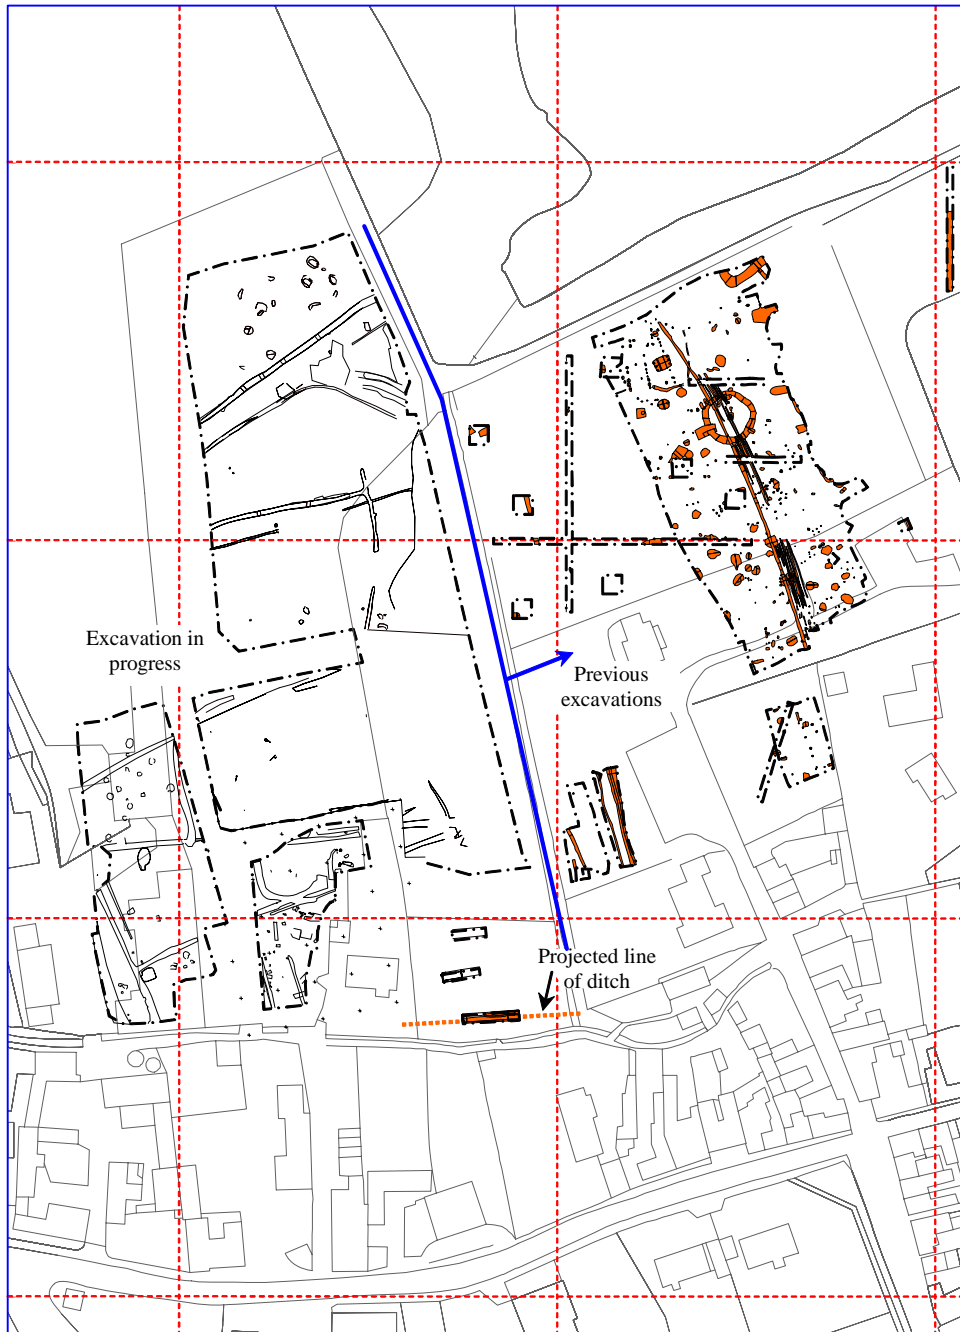 Excavation in
progress
Previous
excavations
Projected line
of ditch